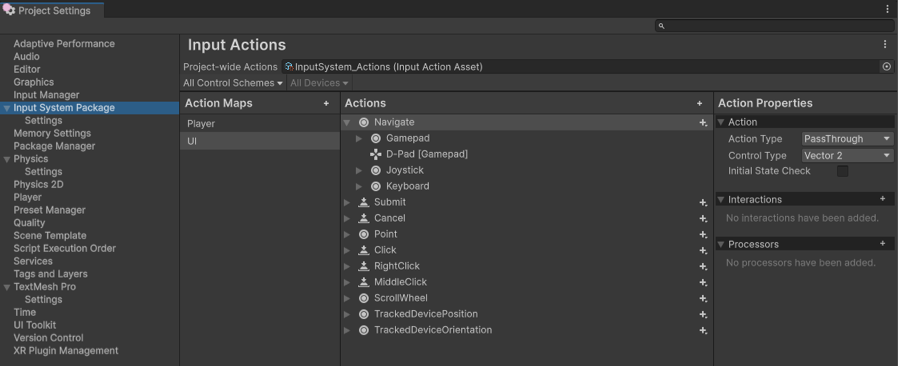 Project Settings
Adaptive Performance
Audio
Editor
Graphics
Input Manager
Input System Package
Settings
Memory Settings
Package Manager
Physics
Settings
Physics 2D
Player
Preset Manager
Quality
Scene Template
Script Execution Order
Services
Tags and Layers
TextMesh Pro
Settings
Time
UI Toolkit
Version Control
XR Plugin Management
Input Actions
Project-wide Actions InputSystem_Actions (Input Action Asset)
All Control Schemes All Devices
Action Maps +
Player
UI
Actions +
Navigate
Gamepad
D-Pad [Gamepad]
Joystick
Keyboard
Submit
Cancel
Point
Click
RightClick
MiddleClick
ScrollWheel
TrackedDevicePosition
TrackedDeviceOrientation
Action Properties
Action
Action Type PassThrough
Control Type Vector 2
Initial State Check
Interactions +
No interactions have been added.
Processors +
No processors have been added.